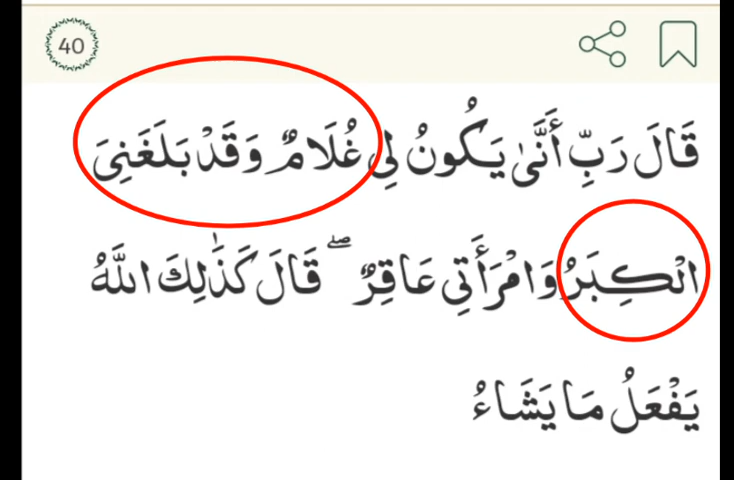 40
قَالَ رَبِّ أَنَّىٰ يَكُونُ لِي غُلَامٌ وَقَدْ بَلَغَنِيَ
الْكِبَرُ وَامْرَأَتِي عَاقِرٌ ۖ قَالَ كَذَٰلِكَ اللَّهُ
يَفْعَلُ مَا يَشَاءُ